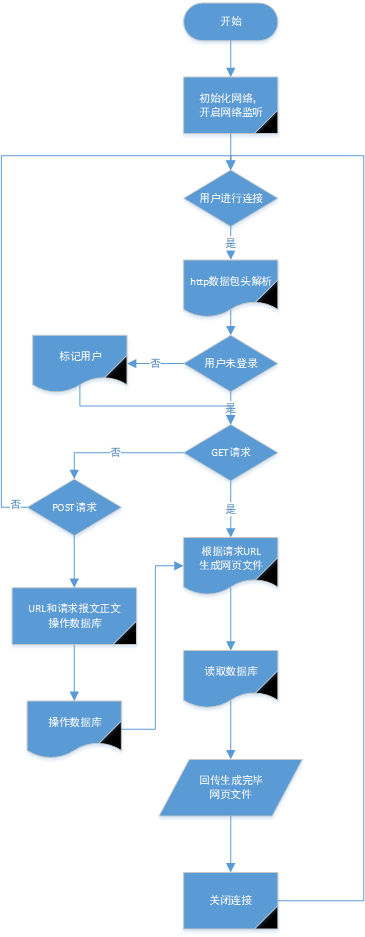 开始
初始化网络,
开启网络监听
用户进行连接
是
http数据包头解析
标记用户
否
用户未登录
是
GET请求
否
否
POST请求
是
根据请求URL
生成网页文件
URL和请求报文正文
操作数据库
读取数据库
操作数据库
回传生成完毕
网页文件
关闭连接